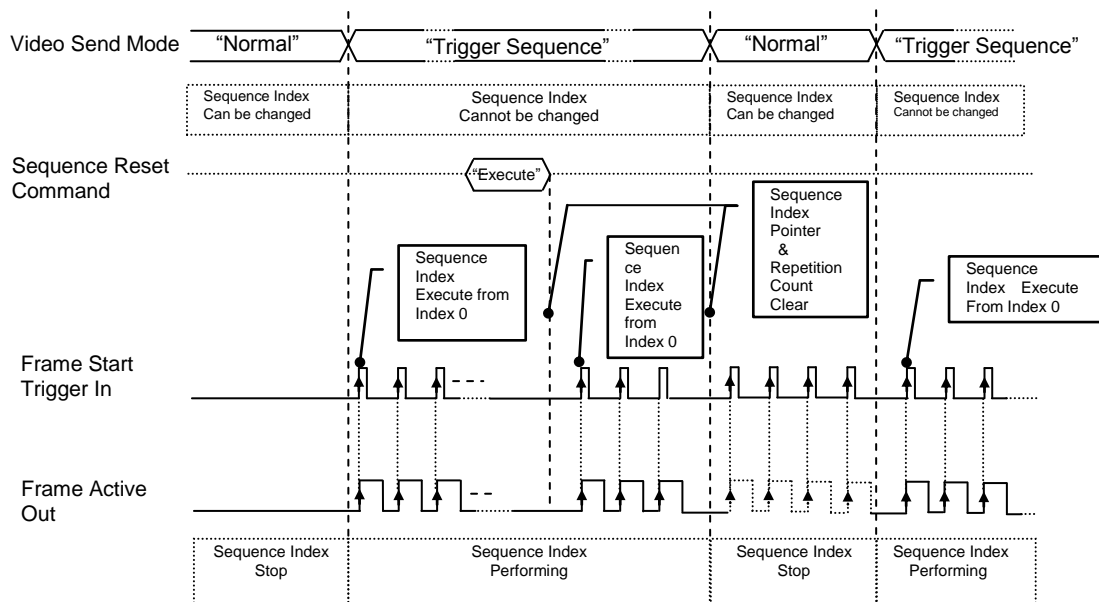 Video Send Mode
“Normal”
“Trigger Sequence”
“Normal”
“Trigger Sequence”
Sequence Index
Can be changed
Sequence Index
Cannot be changed
Sequence Index
Can be changed
Sequence Index
Cannot be changed
Sequence Reset
Command
“Execute”
Sequence
Index
Execute from
Index 0
Sequen
ce
Index
Execute
from
Index 0
Sequence
Index
Pointer
&
Repetition
Count
Clear
Sequence
Index Execute
From Index 0
Frame Start
Trigger In
Frame Active
Out
Sequence Index
Stop
Sequence Index
Performing
Sequence Index
Stop
Sequence Index
Performing